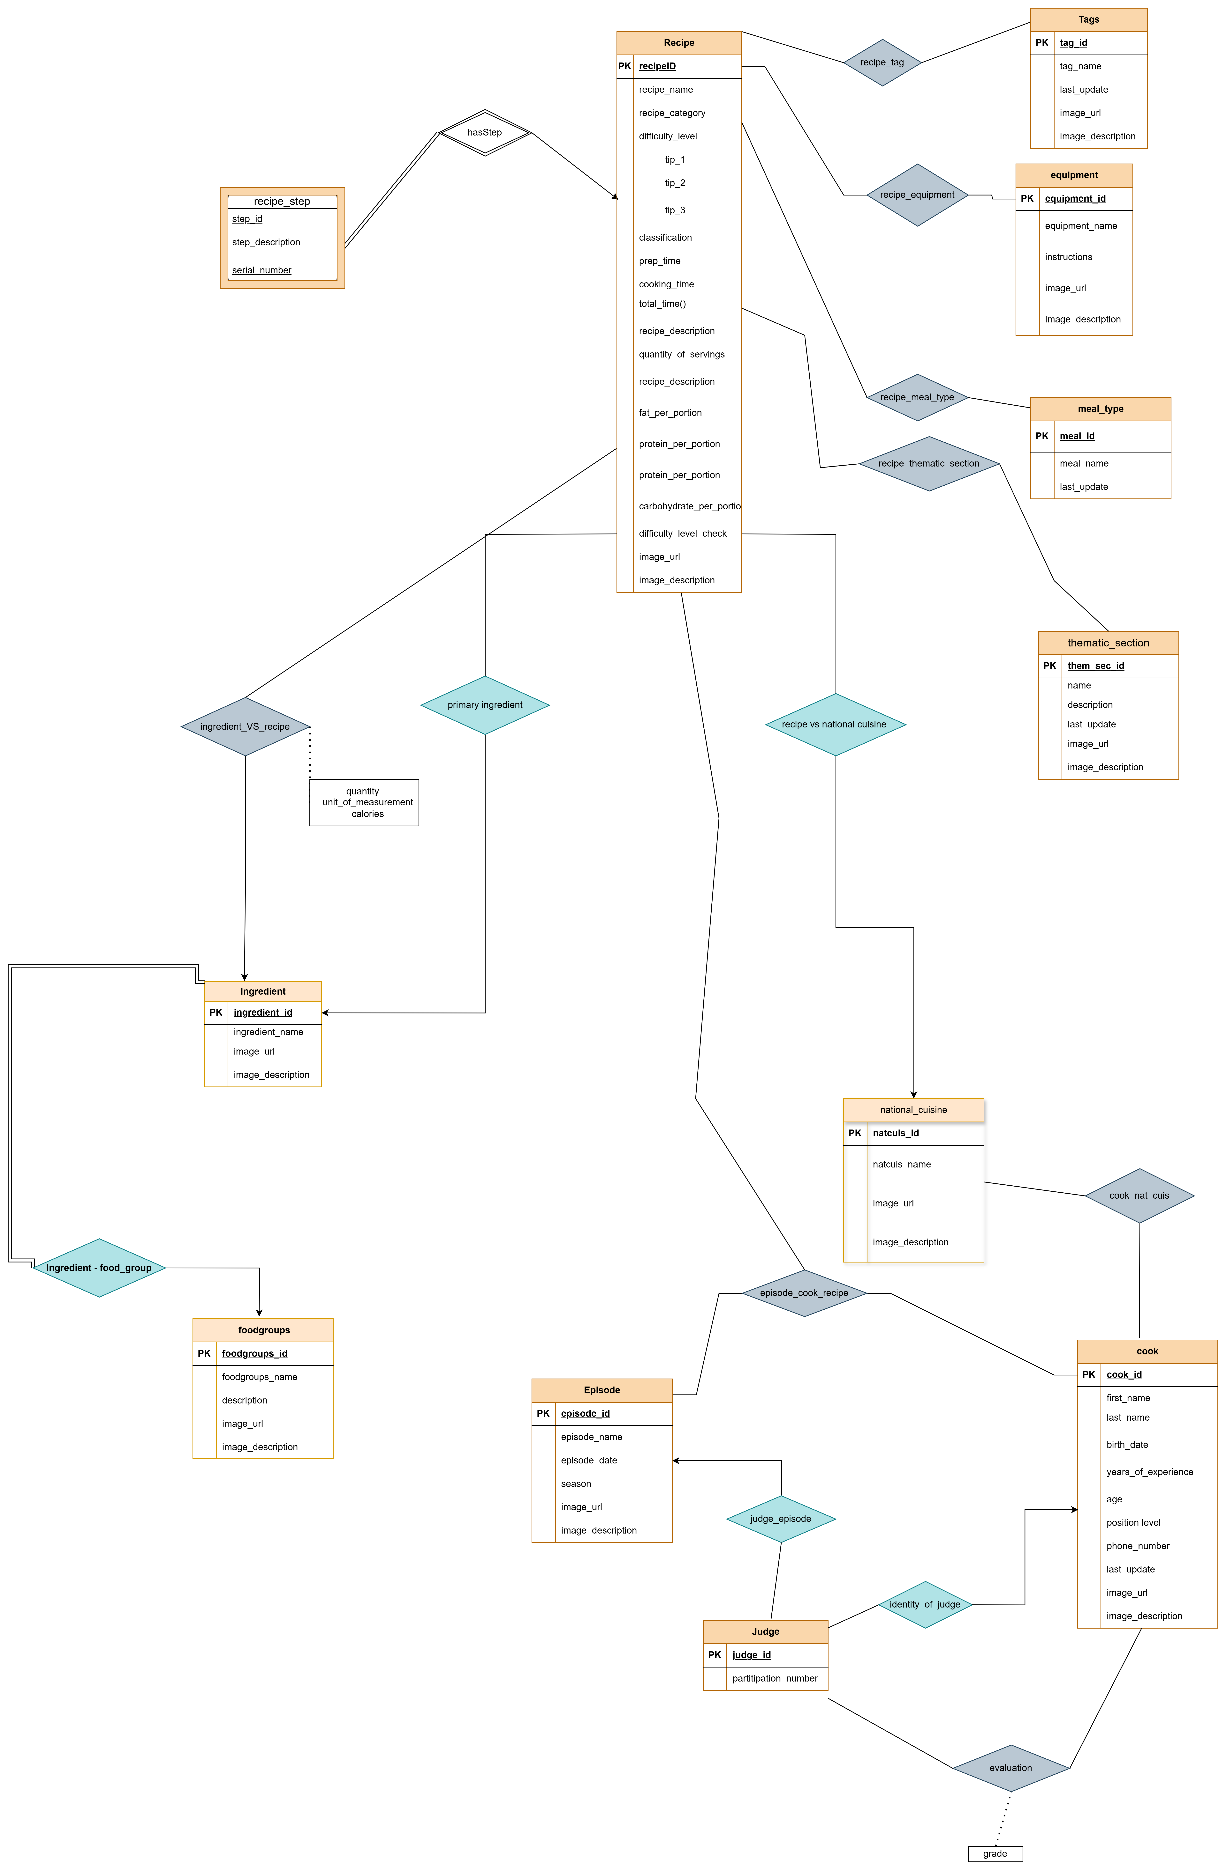 Tags
PK tag_id
tag_name
last_update
image_url
image_description
Recipe
PK recipeID
recipe_name
recipe_category
difficulty_level
tip_1
tip_2
tip_3
classification
prep_time
cooking_time
total_time()
recipe_description
quantity_of_servings
recipe_description
fat_per_portion
protein_per_portion
protein_per_portion
carbohydrate_per_portio
difficulty_level_check
image_url
image_description
recipe_tag
hasStep
recipe_step
step_id
step_description
serial_number
recipe_equipment
equipment
PK equipment_id
equipment_name
instructions
image_url
image_description
recipe_meal_type
meal_type
PK meal_id
meal_name
last_update
recipe_thematic_section
thematic_section
PK them_sec_id
name
description
last_update
image_url
image_description
ingredient_VS_recipe
quantity
unit_of_measurement
calories
primary ingredient
recipe vs national cuisine
Ingredient
PK ingredient_id
ingredient_name
image_url
image_description
national_cuisine
PK natcuis_id
natcuis_name
image_url
image_description
cook_nat_cuis
Ingredient - food_group
foodgroups
PK foodgroups_id
foodgroups_name
description
image_url
image_description
episode_cook_recipe
cook
PK cook_id
first_name
last_name
birth_date
years_of_experience
age
position level
phone_number
last_update
image_url
image_description
Episode
PK episode_id
episode_name
episode_date
season
image_url
image_description
judge_episode
identity_of_judge
Judge
PK judge_id
partitipation_number
evaluation
grade